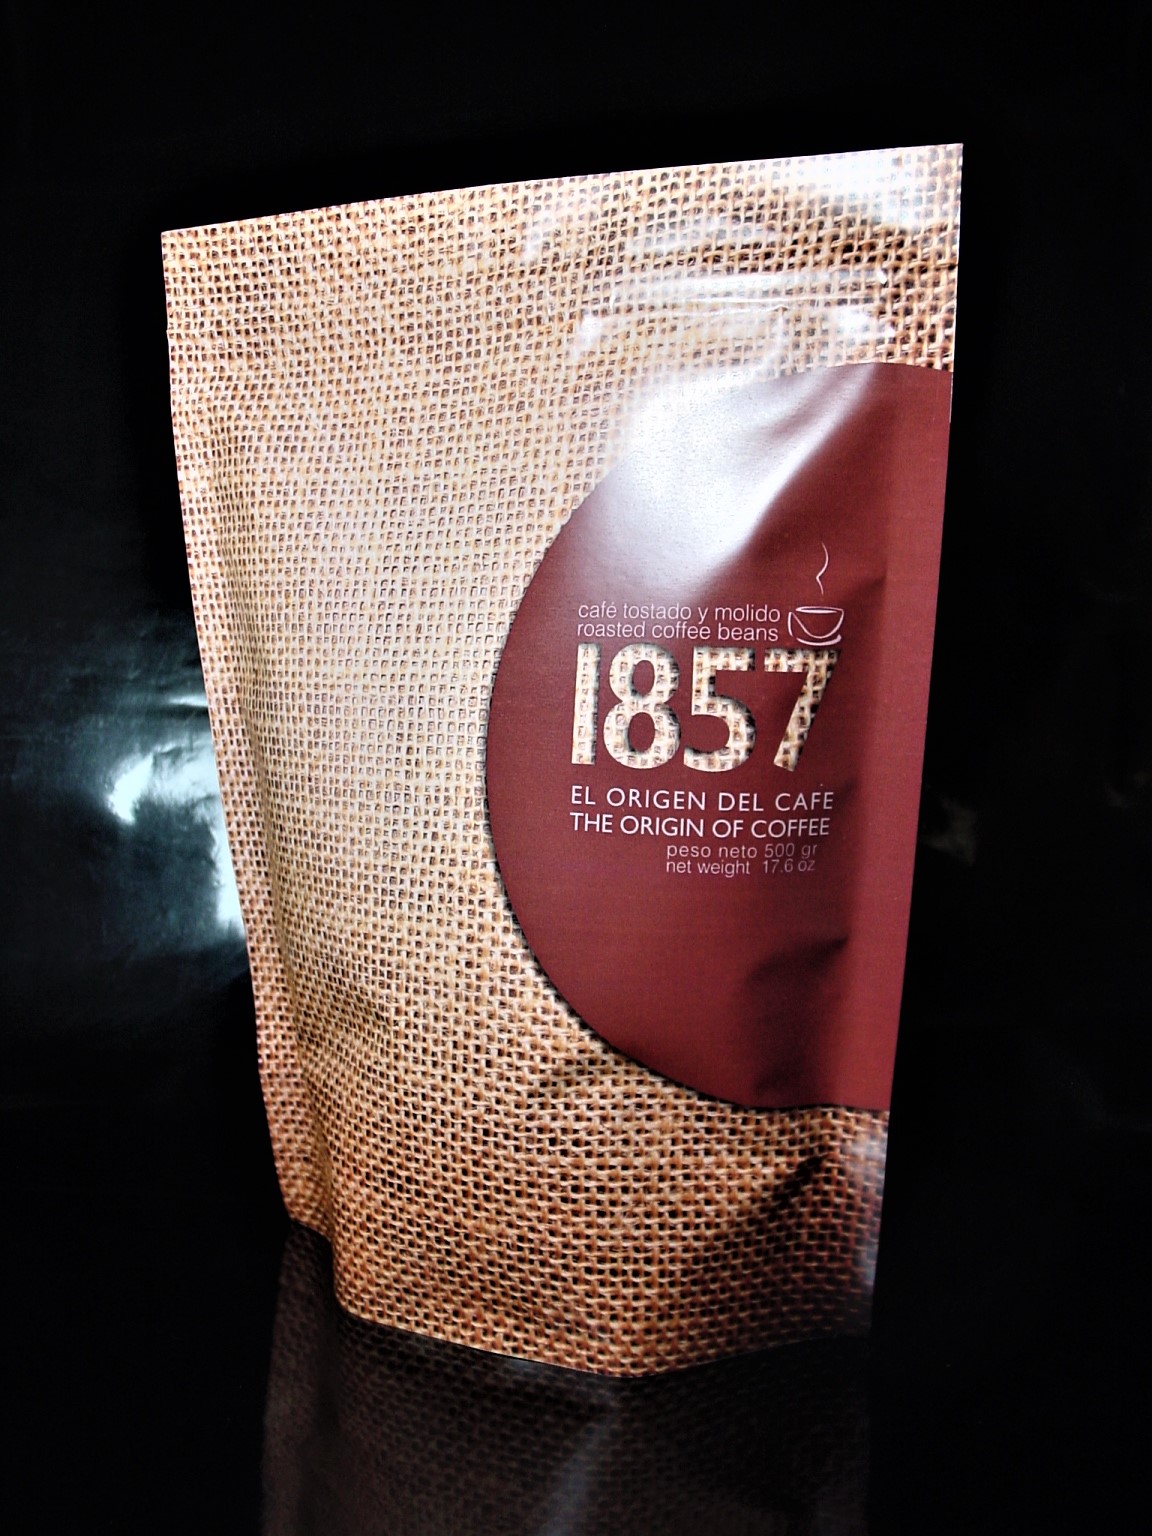 café tostado y molido
roasted coffee beans
1857
EL ORIGEN DEL CAFE
THE ORIGIN OF COFFEE
peso neto 500 gr
net weight 17.6 oz